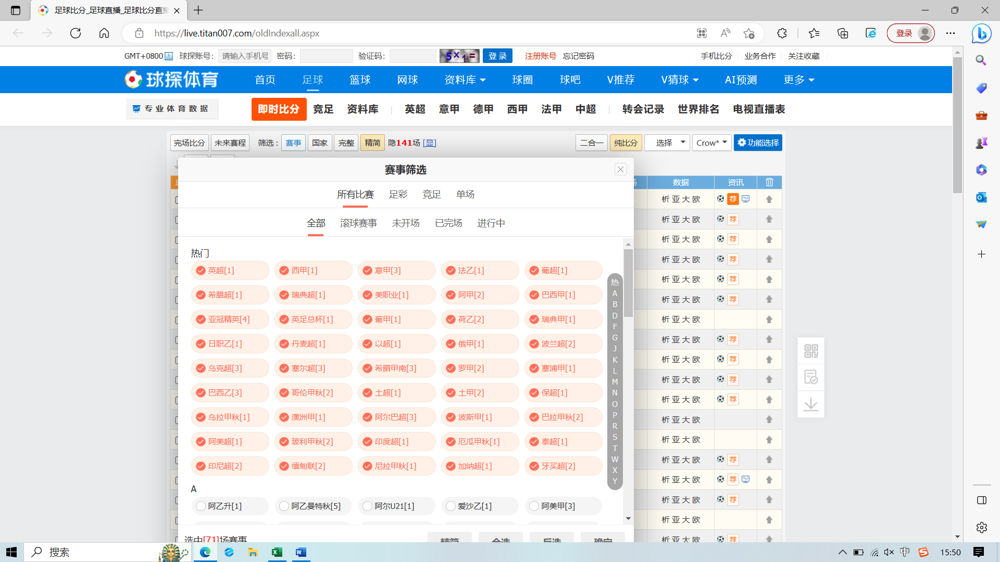 足球比分_足球直播_足球比分直播
https://live.titan007.com/oldIndexall.aspx
登录
GMT+0800 球探账号： 请输入手机号 密码： 验证码： 5×1= 登 录 注册账号 忘记密码 手机比分 业务合作 关注收藏
球探体育 首页 足球 篮球 网球 资料库 球圈 球吧 V推荐 V猜球 AI预测 更多
专业体育数据 即时比分 竞足 资料库 英超 意甲 德甲 西甲 法甲 中超 转会记录 世界排名 电视直播表
完场比分 未来赛程 筛选： 赛事 国家 完整 精简 隐141场 [显] 二合一 纯比分 选择 Crow* 功能选择
赛事筛选
数据 资讯
所有比赛 足彩 竞足 单场
全部 滚球赛事 未开场 已完场 进行中
热门
英超[1] 西甲[1] 意甲[3] 法乙[1] 葡超[1]
希腊超[1] 瑞典超[1] 美职业[1] 阿甲[2] 巴西甲[1]
亚冠精英[4] 英足总杯[1] 葡甲[1] 荷乙[2] 瑞典甲[1]
日职乙[1] 丹麦超[1] 以超[1] 俄甲[1] 波兰超[2]
乌克超[3] 塞尔超[3] 希腊甲南[3] 罗甲[2] 塞浦甲[1]
巴西乙[3] 哥伦甲秋[2] 土超[1] 土甲[2] 保超[1]
乌拉甲秋[1] 澳洲甲[1] 阿尔巴超[3] 波斯甲[1] 巴拉甲秋[2]
阿美超[1] 玻利甲秋[2] 印度超[1] 厄瓜甲秋[1] 泰超[1]
印尼超[2] 缅甸联[2] 尼拉甲秋[1] 加纳超[1] 牙买超[2]
A
阿乙升[1] 阿乙曼特秋[5] 阿尔U21[1] 爱沙乙[1] 阿美甲[3]
选中[71]场赛事 精简 全选 反选 确定
热
A
B
D
F
G
J
K
L
M
N
O
P
R
S
T
W
X
Y
析 亚 大 欧 荐
析 亚 大 欧 荐
析 亚 大 欧 荐
析 亚 大 欧 荐
析 亚 大 欧 荐
析 亚 大 欧 荐
析 亚 大 欧
析 亚 大 欧 荐
析 亚 大 欧 荐
析 亚 大 欧 荐
析 亚 大 欧 荐
析 亚 大 欧
析 亚 大 欧
析 亚 大 欧 荐
析 亚 大 欧 荐
析 亚 大 欧 荐
析 亚 大 欧
析 亚 大 欧 荐
搜索
中
15:50